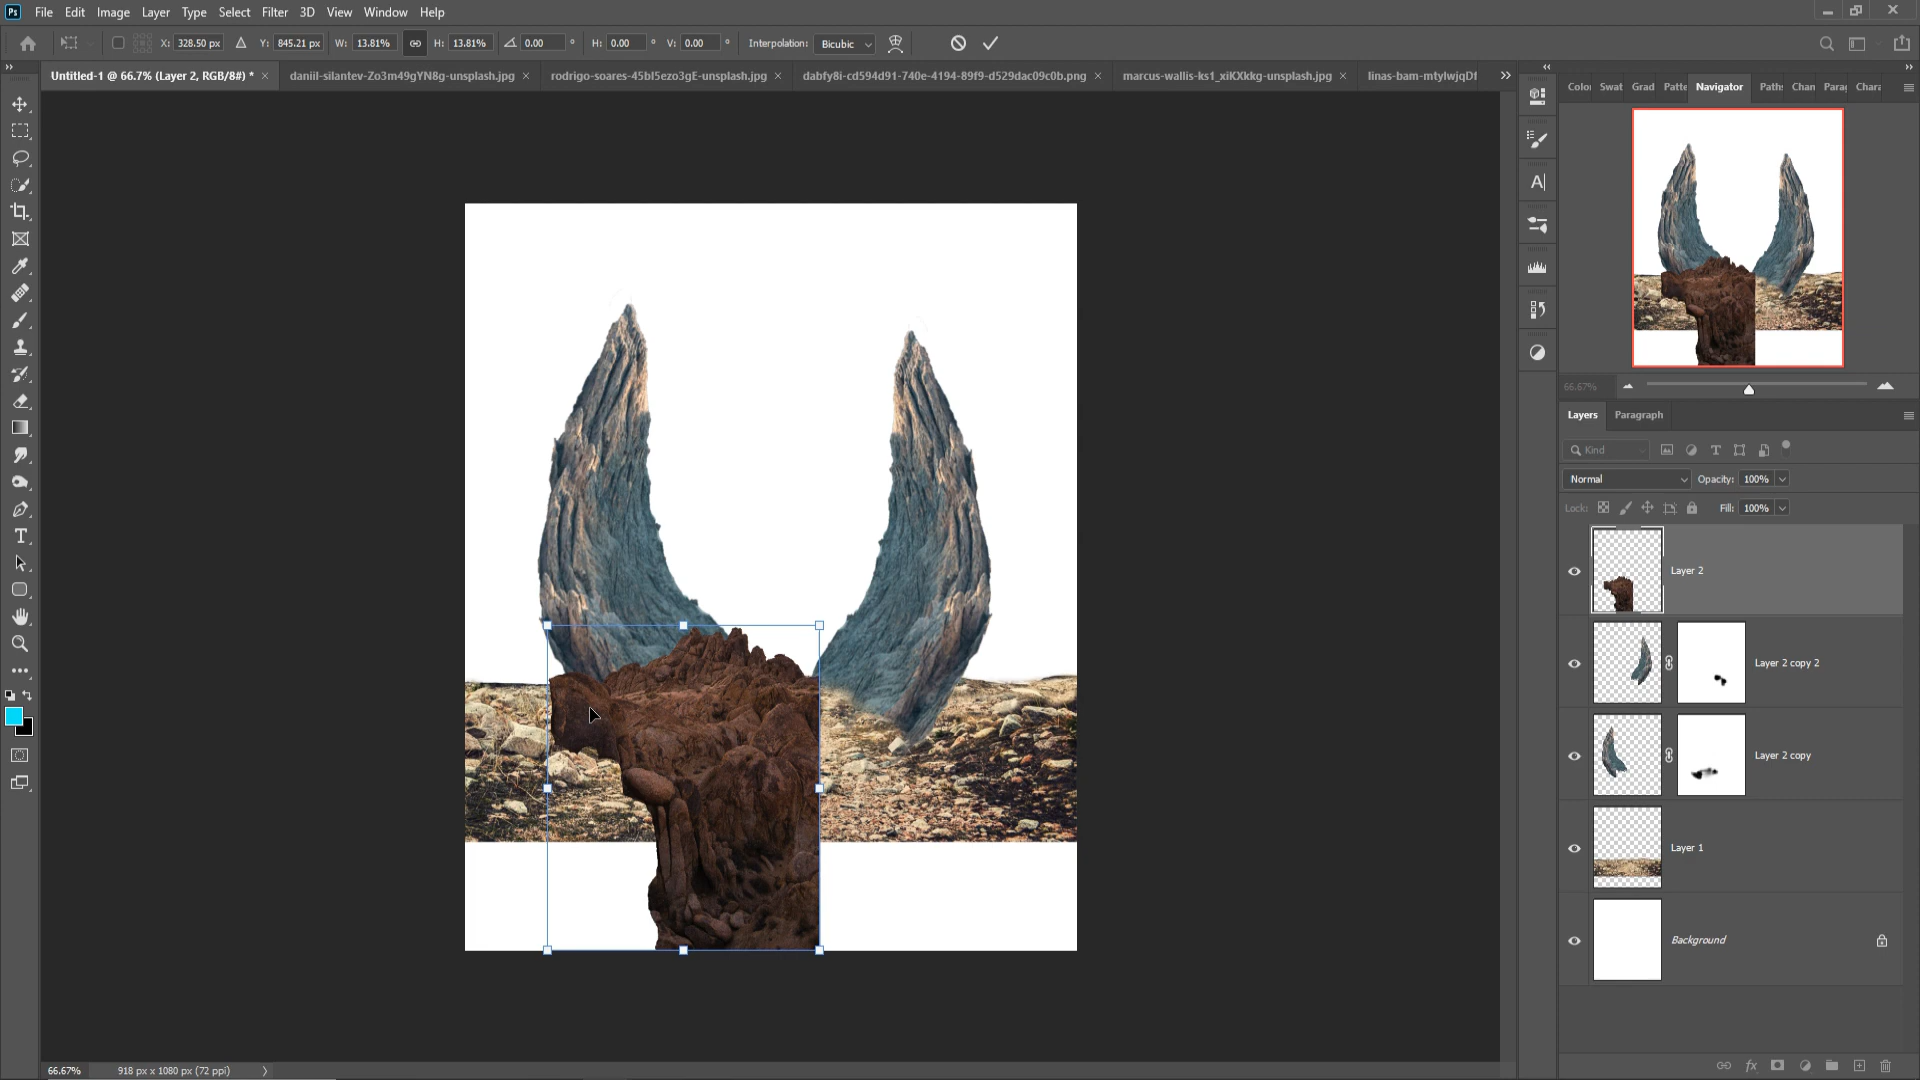 Ps File Edit Image Layer Type Select Filter 3D View Window Help
X: 328.50 px Y: 845.21 px W: 13.81% H: 13.81% 0.00 ° H: 0.00 ° V: 0.00 ° Interpolation: Bicubic
Untitled-1 @ 66.7% (Layer 2, RGB/8#) * × daniil-silantev-Zo3m49gYN8g-unsplash.jpg × rodrigo-soares-45bI5ezo3gE-unsplash.jpg × dabfy8i-cd594d91-740e-4194-89f9-d529dac09c0b.png × marcus-wallis-ks1_xiKXkkg-unsplash.jpg × linas-bam-mtylwjqDf
Color Swat Grad Patte Navigator Paths Chan Para Chara
66.67%
Layers Paragraph
Kind
Normal Opacity: 100%
Lock: Fill: 100%
Layer 2
Layer 2 copy 2
Layer 2 copy
Layer 1
Background
66.67% 918 px x 1080 px (72 ppi)